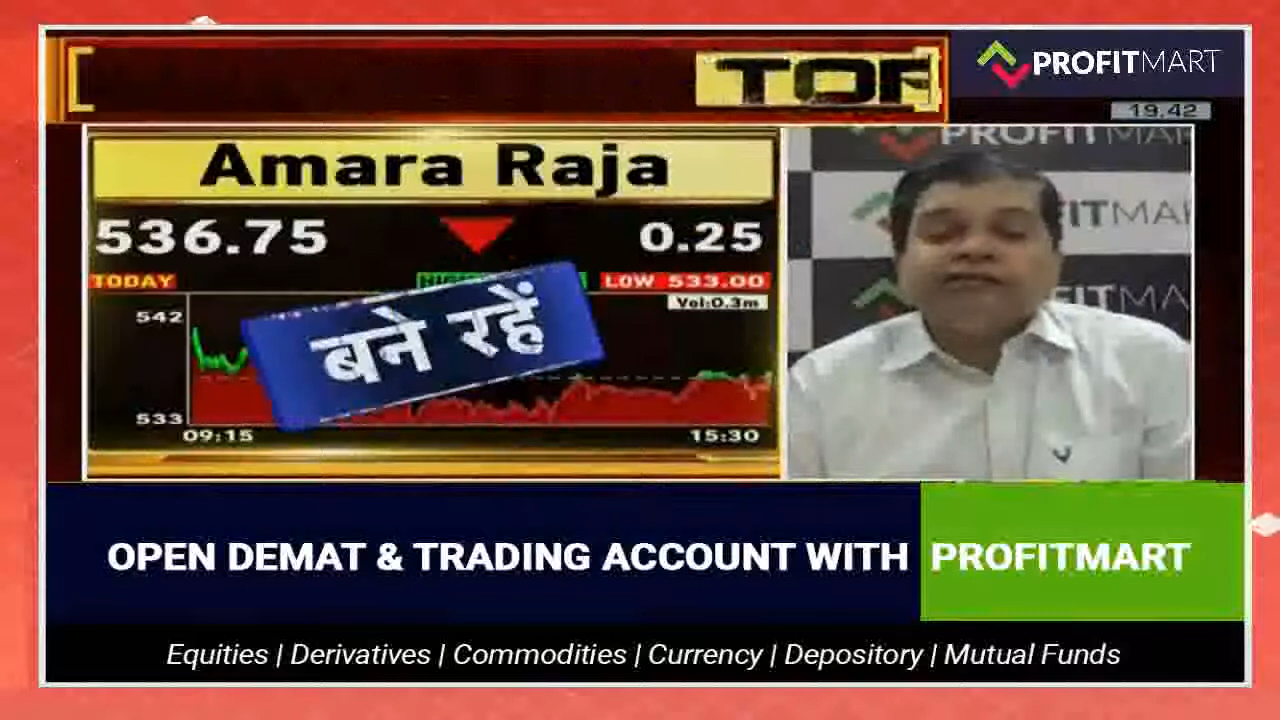 PROFITMART
19.42
Amara Raja
536.75
0.25
TODAY
LOW 533.00
Vol:0.3m
542
बने रहें
533
09:15
15:30
PROFITMART
OPEN DEMAT & TRADING ACCOUNT WITH PROFITMART
Equities | Derivatives | Commodities | Currency | Depository | Mutual Funds